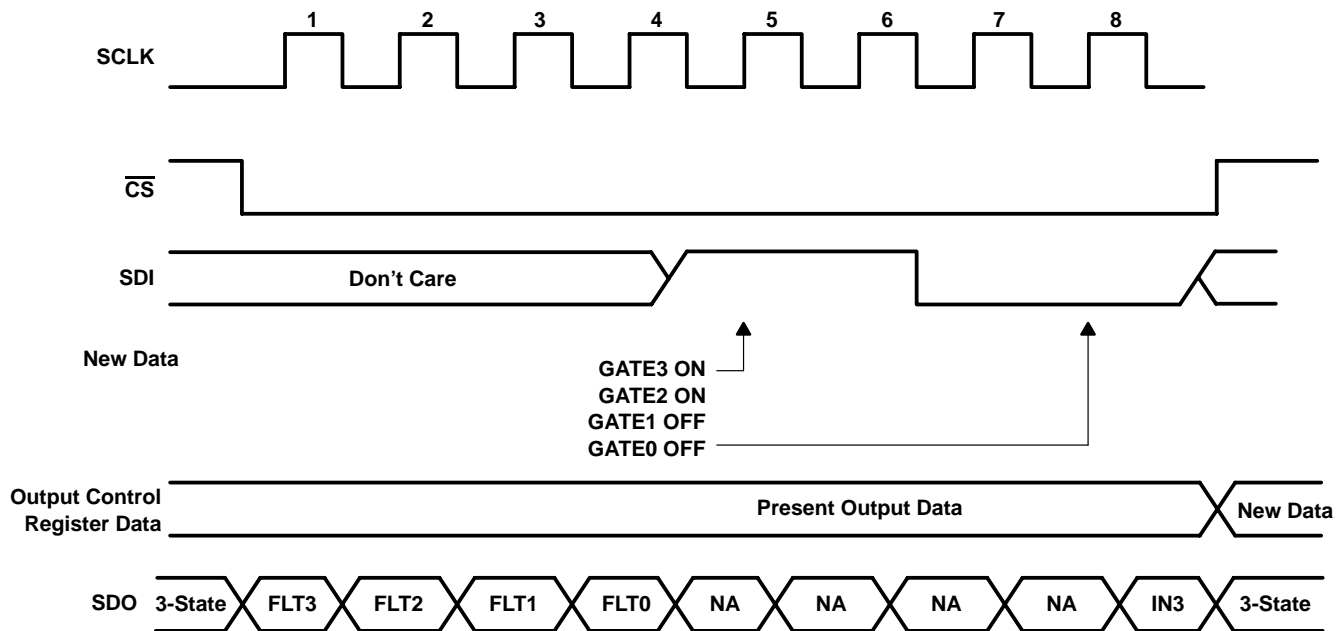 1 2 3 4 5 6 7 8
SCLK
CS
SDI Don't Care
New Data
GATE3 ON
GATE2 ON
GATE1 OFF
GATE0 OFF
Output Control
Register Data
Present Output Data New Data
SDO 3-State FLT3 FLT2 FLT1 FLT0 NA NA NA NA IN3 3-State